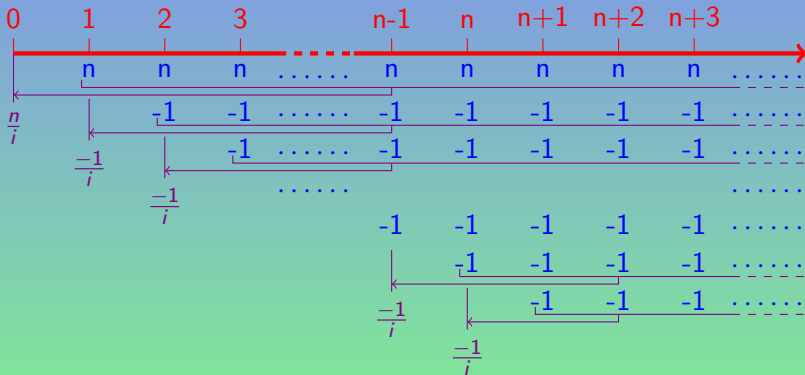 0 1 2 3 n-1 n n+1 n+2 n+3
n n n ...... n n n n n ......
n/i
-1 -1 ...... -1 -1 -1 -1 -1 ......
-1/i
-1 ...... -1 -1 -1 -1 -1 ......
-1/i
...... ......
-1 -1 -1 -1 -1 ......
-1 -1 -1 -1 ......
-1/i
-1 -1 -1 ......
-1/i